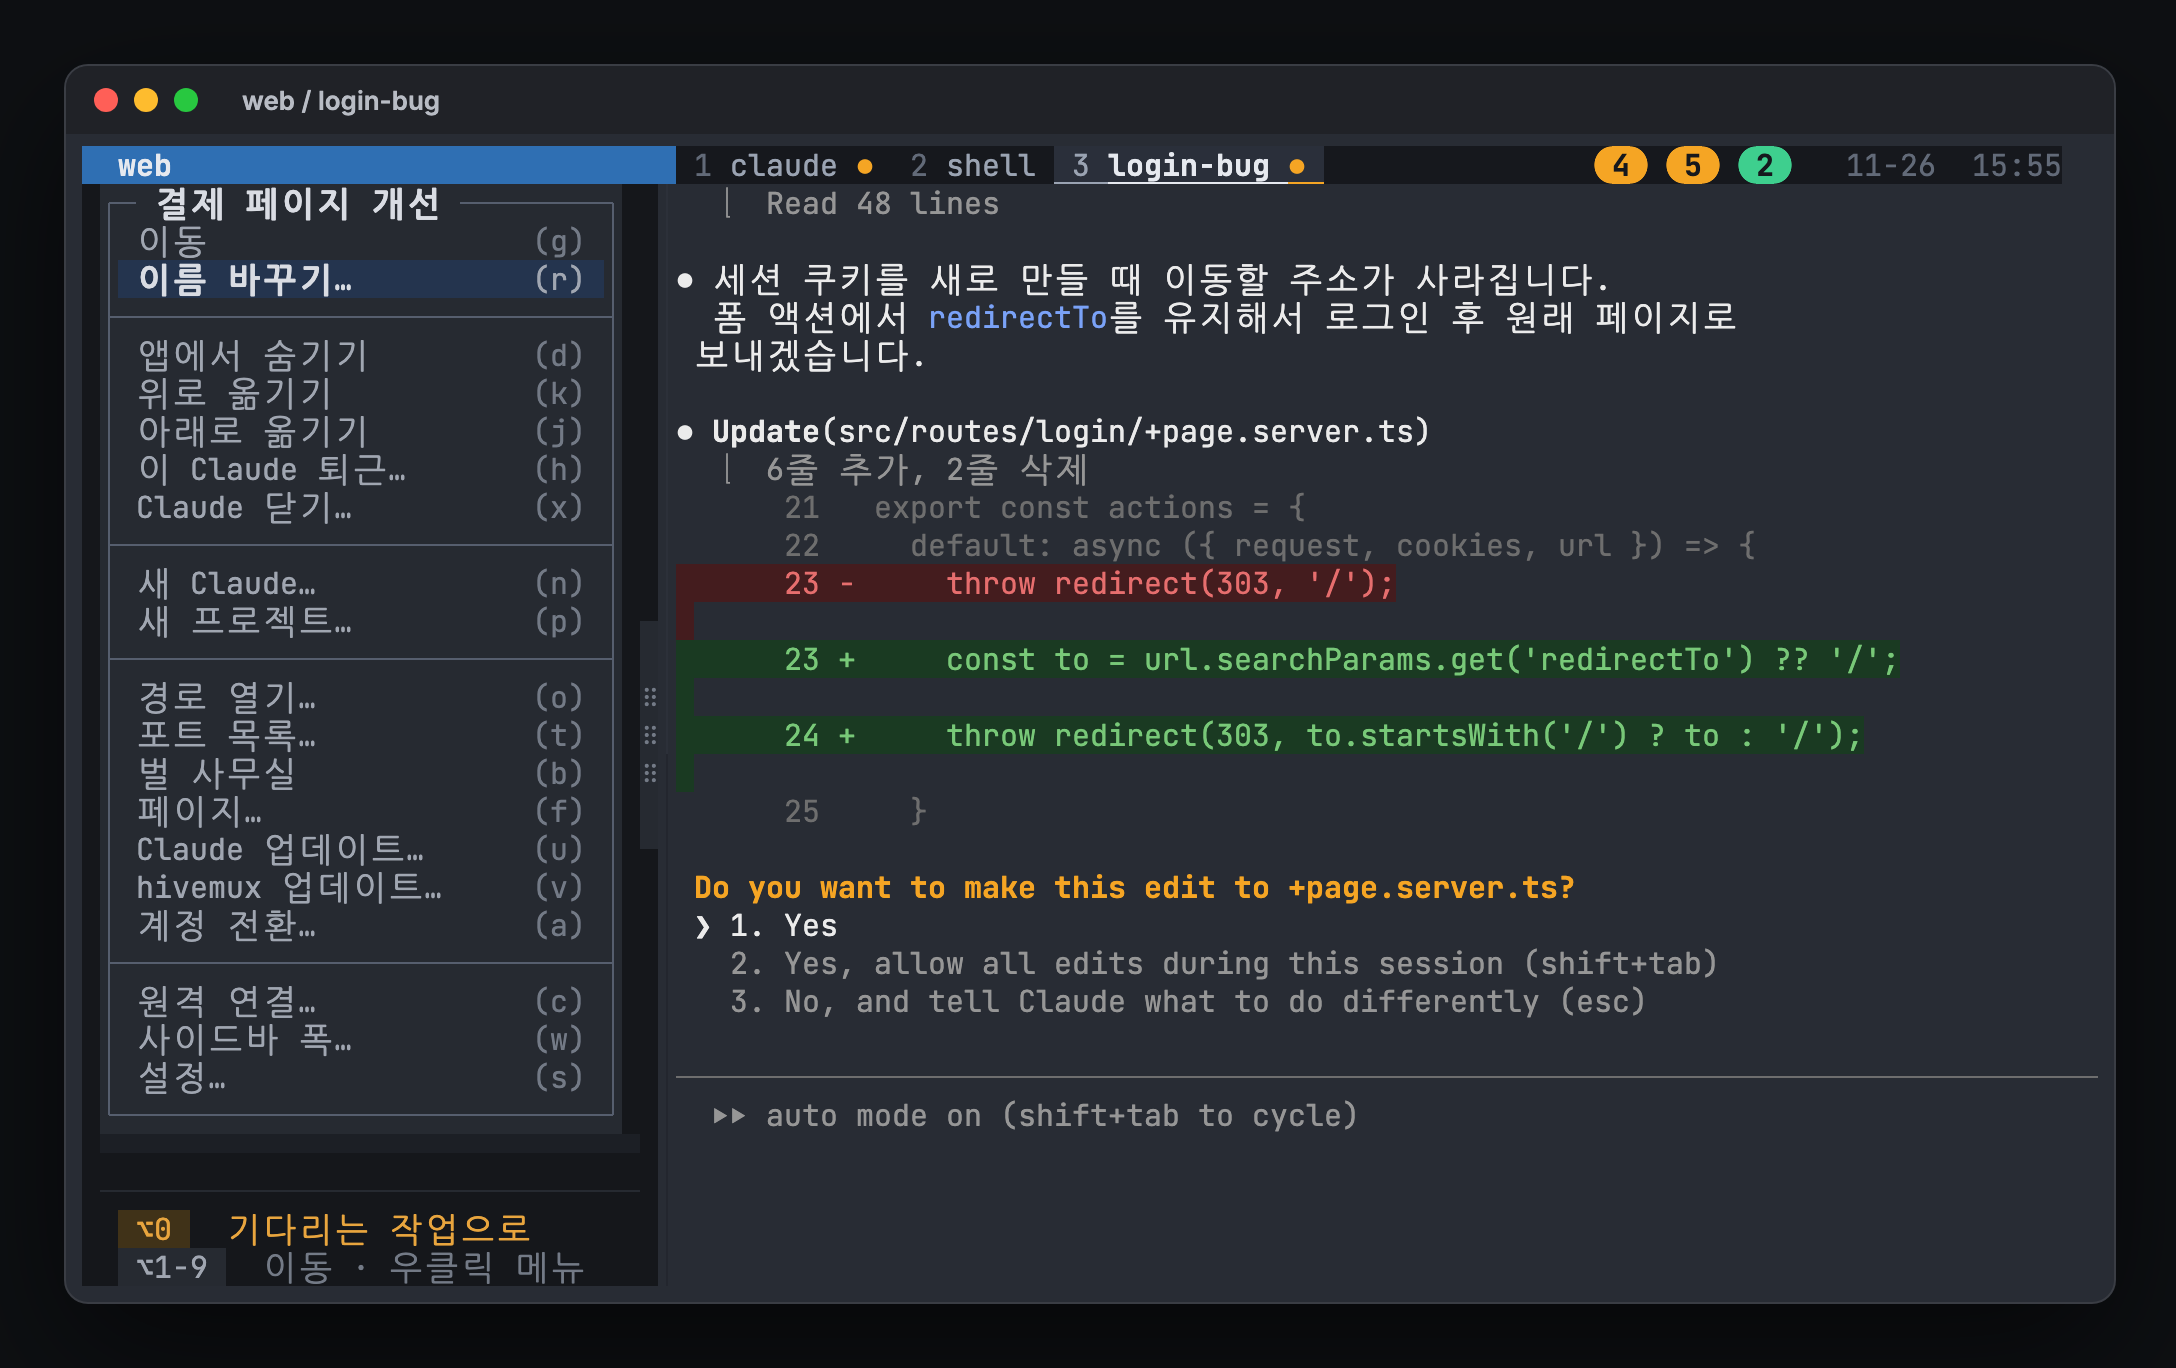 web / login-bug
web
1 claude ● 2 shell 3 login-bug ●
4 5 2 11-26 15:55
결제 페이지 개선
이동 (g)
이름 바꾸기… (r)
앱에서 숨기기 (d)
위로 옮기기 (k)
아래로 옮기기 (j)
이 Claude 퇴근… (h)
Claude 닫기… (x)
새 Claude… (n)
새 프로젝트… (p)
경로 열기… (o)
포트 목록… (t)
벌 사무실 (b)
페이지… (f)
Claude 업데이트… (u)
hivemux 업데이트… (v)
계정 전환… (a)
원격 연결… (c)
사이드바 폭… (w)
설정… (s)
⌥0 기다리는 작업으로
⌥1-9 이동 · 우클릭 메뉴
⎣ Read 48 lines
● 세션 쿠키를 새로 만들 때 이동할 주소가 사라집니다.
폼 액션에서 redirectTo를 유지해서 로그인 후 원래 페이지로
보내겠습니다.
● Update(src/routes/login/+page.server.ts)
⎣ 6줄 추가, 2줄 삭제
21 export const actions = {
22 default: async ({ request, cookies, url }) => {
23 - throw redirect(303, '/');
23 + const to = url.searchParams.get('redirectTo') ?? '/';
24 + throw redirect(303, to.startsWith('/') ? to : '/');
25 }
Do you want to make this edit to +page.server.ts?
❯ 1. Yes
2. Yes, allow all edits during this session (shift+tab)
3. No, and tell Claude what to do differently (esc)
▸▸ auto mode on (shift+tab to cycle)